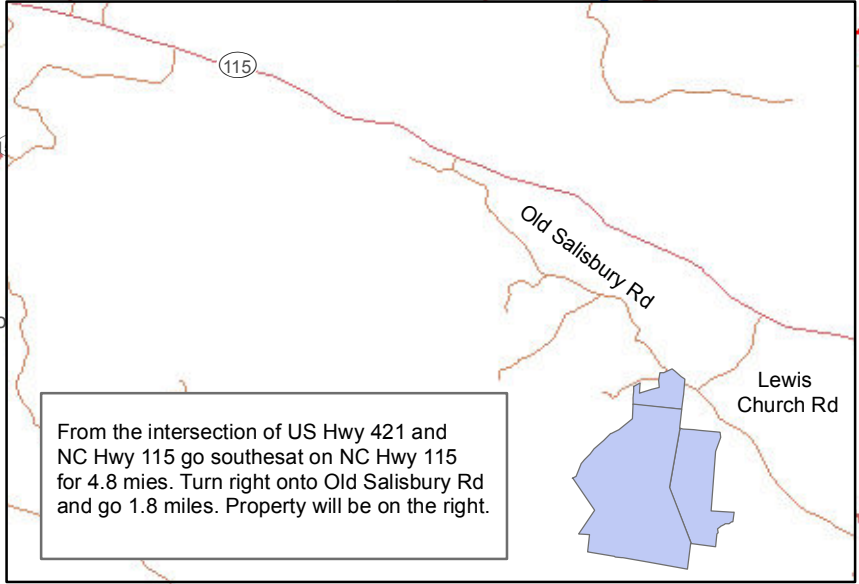 115
Old Salisbury Rd
Lewis
Church Rd
From the intersection of US Hwy 421 and
NC Hwy 115 go southesat on NC Hwy 115
for 4.8 mies. Turn right onto Old Salisbury Rd
and go 1.8 miles. Property will be on the right.